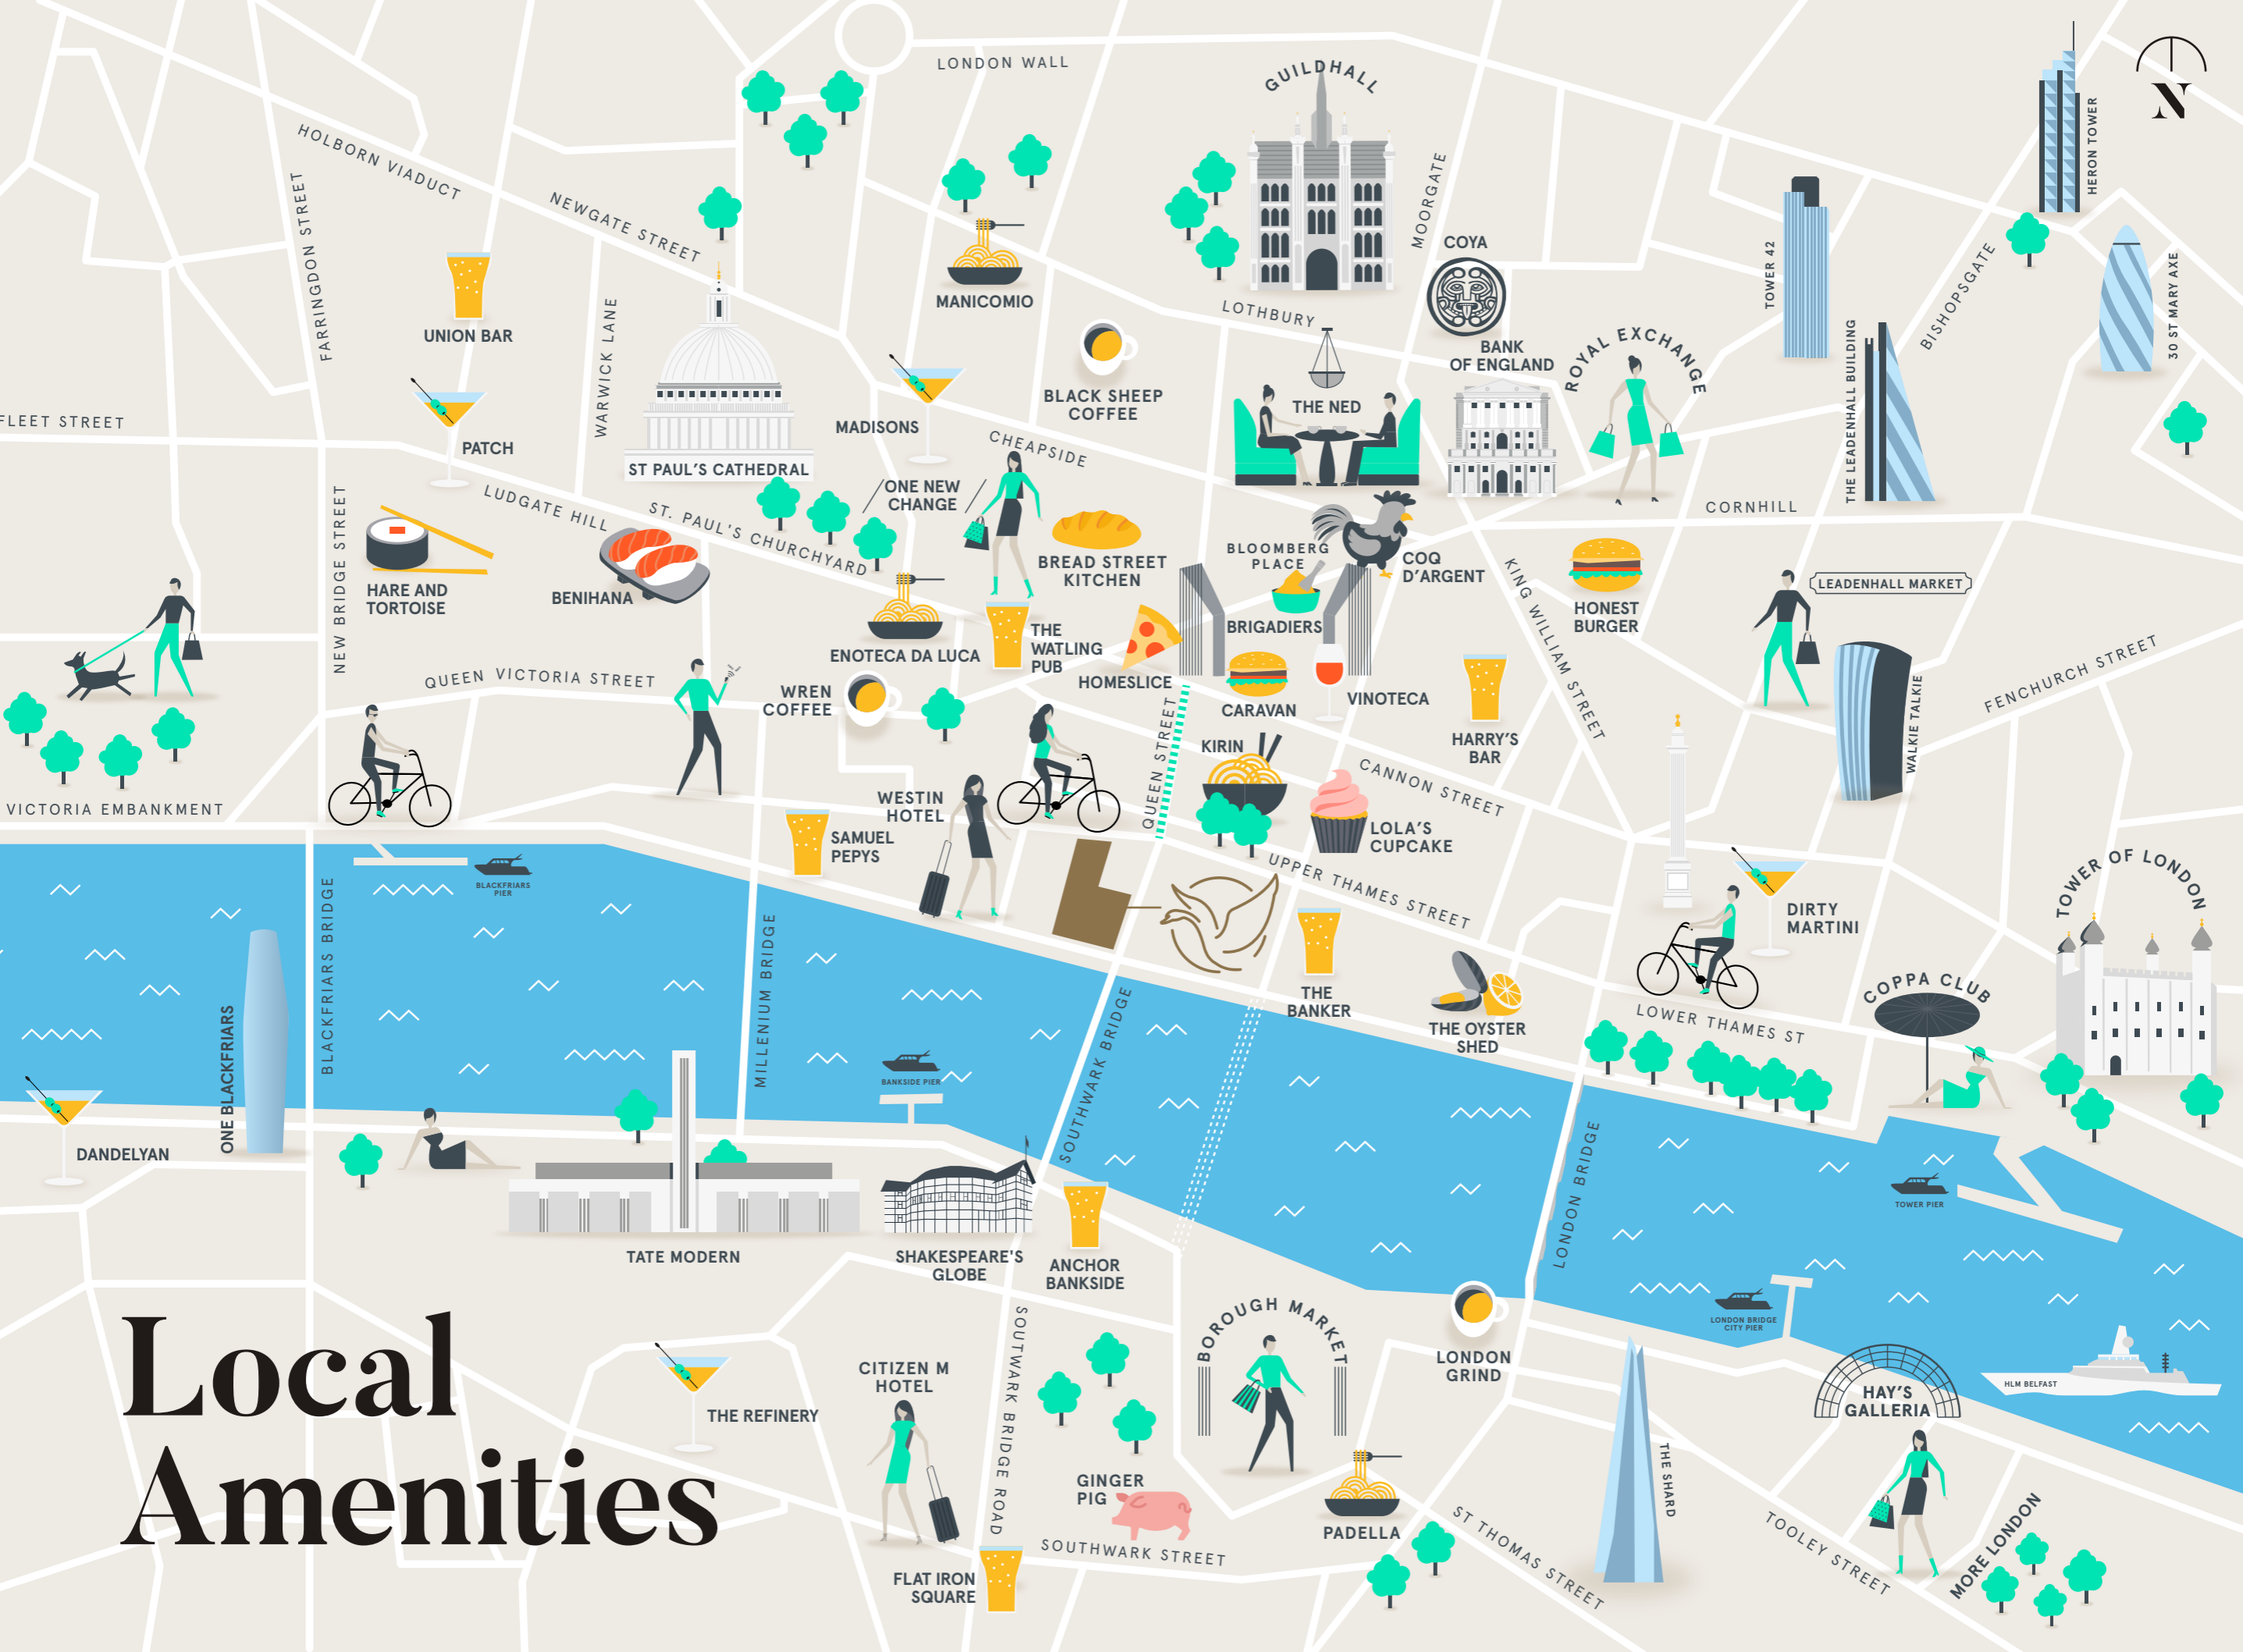 LONDON WALL
GUILDHALL
N
HERON TOWER
HOLBORN VIADUCT
FARRINGDON STREET
NEWGATE STREET
MOORGATE
COYA
TOWER 42
BISHOPSGATE
30 ST MARY AXE
UNION BAR
WARWICK LANE
MANICOMIO
LOTHBURY
BANK
OF ENGLAND
ROYAL EXCHANGE
THE LEADENHALL BUILDING
BLACK SHEEP
COFFEE
THE NED
FLEET STREET
PATCH
MADISONS
CHEAPSIDE
ST PAUL'S CATHEDRAL
ONE NEW
CHANGE
LUDGATE HILL
ST. PAUL'S CHURCHYARD
CORNHILL
NEW BRIDGE STREET
HARE AND
TORTOISE
BENIHANA
BREAD STREET
KITCHEN
BLOOMBERG
PLACE
COQ
D'ARGENT
KING WILLIAM STREET
HONEST
BURGER
LEADENHALL MARKET
BRIGADIERS
ENOTECA DA LUCA
THE
WATLING
PUB
HOMESLICE
QUEEN VICTORIA STREET
WREN
COFFEE
CARAVAN
VINOTECA
HARRY'S
BAR
WALKIE TALKIE
FENCHURCH STREET
QUEEN STREET
KIRIN
CANNON STREET
VICTORIA EMBANKMENT
WESTIN
HOTEL
SAMUEL
PEPYS
LOLA'S
CUPCAKE
UPPER THAMES STREET
BLACKFRIARS
PIER
BLACKFRIARS BRIDGE
MILLENIUM BRIDGE
TOWER OF LONDON
DIRTY
MARTINI
THE
BANKER
THE OYSTER
SHED
COPPA CLUB
LOWER THAMES ST
ONE BLACKFRIARS
SOUTHWARK BRIDGE
BANKSIDE PIER
DANDELYAN
LONDON BRIDGE
TOWER PIER
TATE MODERN
SHAKESPEARE'S
GLOBE
ANCHOR
BANKSIDE
LONDON BRIDGE
CITY PIER
Local
Amenities
SOUTWARK BRIDGE ROAD
BOROUGH MARKET
LONDON
GRIND
CITIZEN M
HOTEL
THE REFINERY
HAY'S
GALLERIA
HLM BELFAST
THE SHARD
GINGER
PIG
PADELLA
SOUTHWARK STREET
ST THOMAS STREET
TOOLEY STREET
MORE LONDON
FLAT IRON
SQUARE